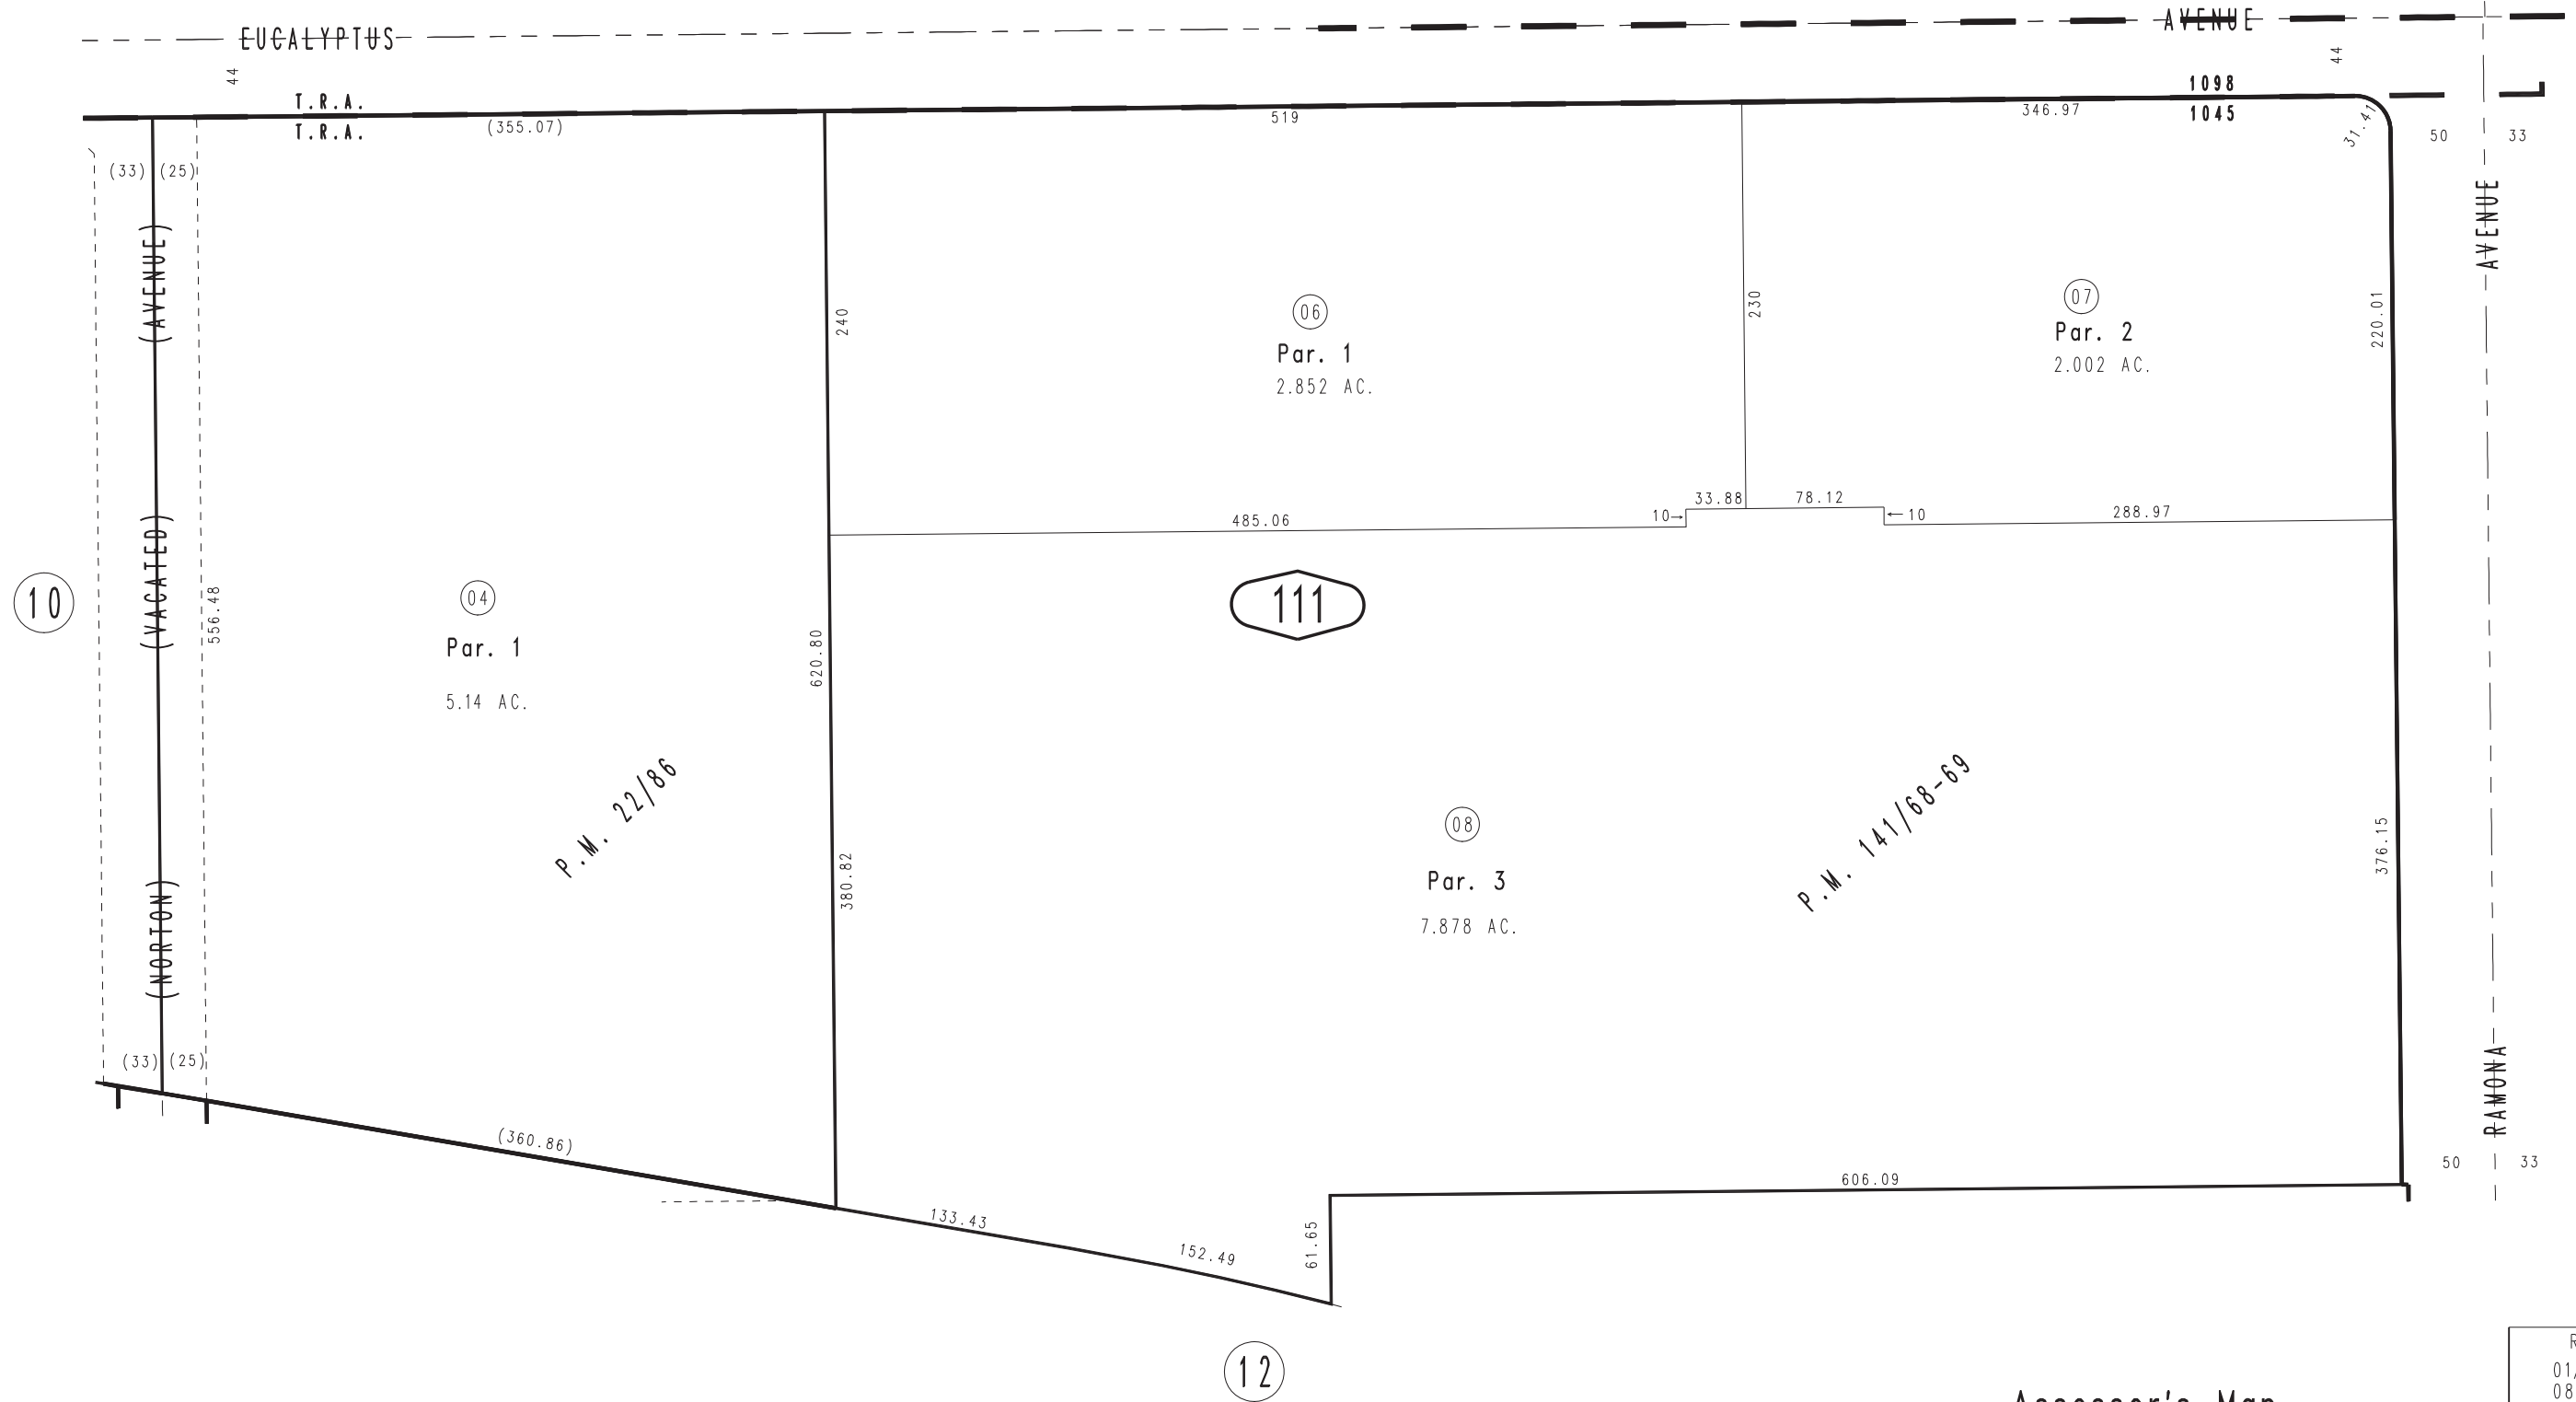 EUCALYPTUS
AVENUE
44
44
T.R.A.
1098
T.R.A.
1045
(355.07)
519
346.97
31.41
50
33
(33)
(25)
(AVENUE)
(VACATED)
(NORTON)
AVENUE
RAMONA
240
230
220.01
06
Par. 1
2.852 AC.
07
Par. 2
2.002 AC.
33.88
78.12
10
10
485.06
288.97
10
556.48
04
Par. 1
5.14 AC.
111
620.80
P.M. 22/86
380.82
08
Par. 3
7.878 AC.
P.M. 141/68-69
376.15
(33)
(25)
(360.86)
133.43
152.49
61.65
606.09
50
33
12
Assessor's Map
R
01/
08